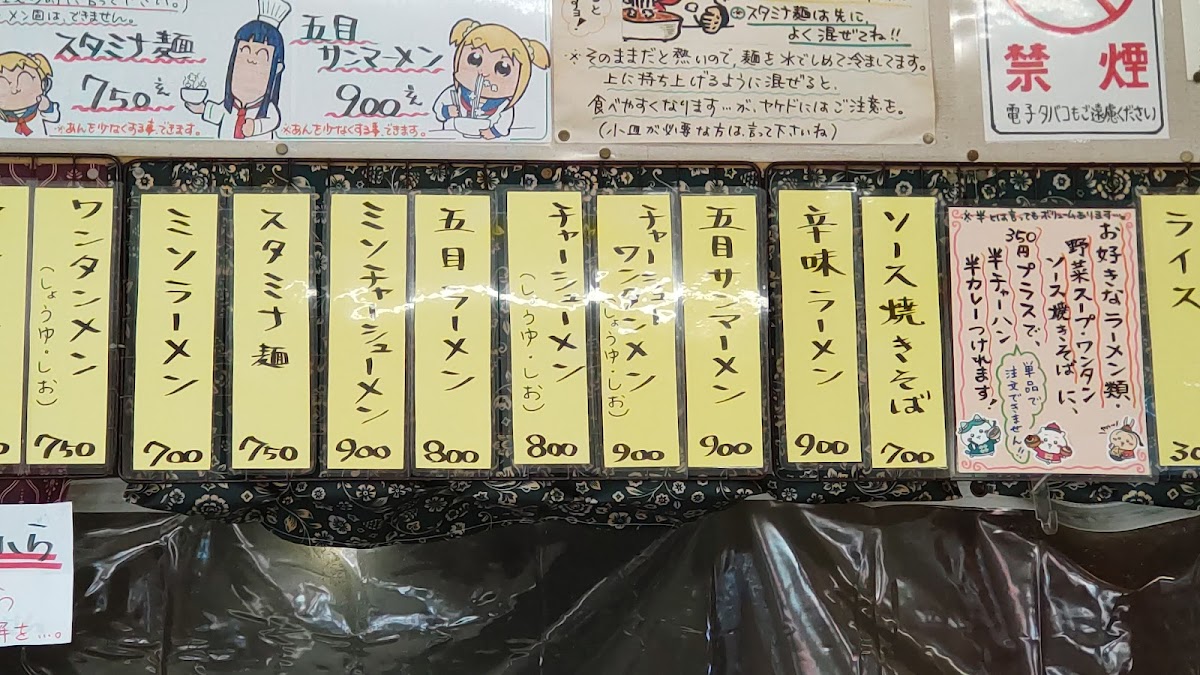 ーメン固は、できません。
スタミナ麺
750え
※あんを少なくする事、できます。
五目
サンマーメン
900え
※あんを少なくする事、できます。
スタミナ麺は先に、
よく混ぜてね!!
※そのままだと熱いので、麺を水でしめて冷ましてます。
上に持ち上げるように混ぜると、
食べやすくなります…が、ヤケドにはご注意を。
(小皿が必要な方は言って下さいね)
禁煙
電子タバコもご遠慮ください
ワンタンメン
(しょうゆ・しお)
750
ミソラーメン
700
スタミナ麺
750
ミソチャーシューメン
900
五目ラーメン
800
チャーシューメン
(しょうゆ・しお)
800
チャーシュー
ワンタンメン
(しょうゆ・しお)
900
五目サンマーメン
900
辛味ラーメン
900
ソース焼きそば
700
※半とは言ってもボリュームあります…。
お好きなラーメン類・
野菜スープワンタン
ソース焼きそばに、
350円プラスで、
半チャーハン
半カレーつけれます!
単品で
注文できません!!
ライス
30
から